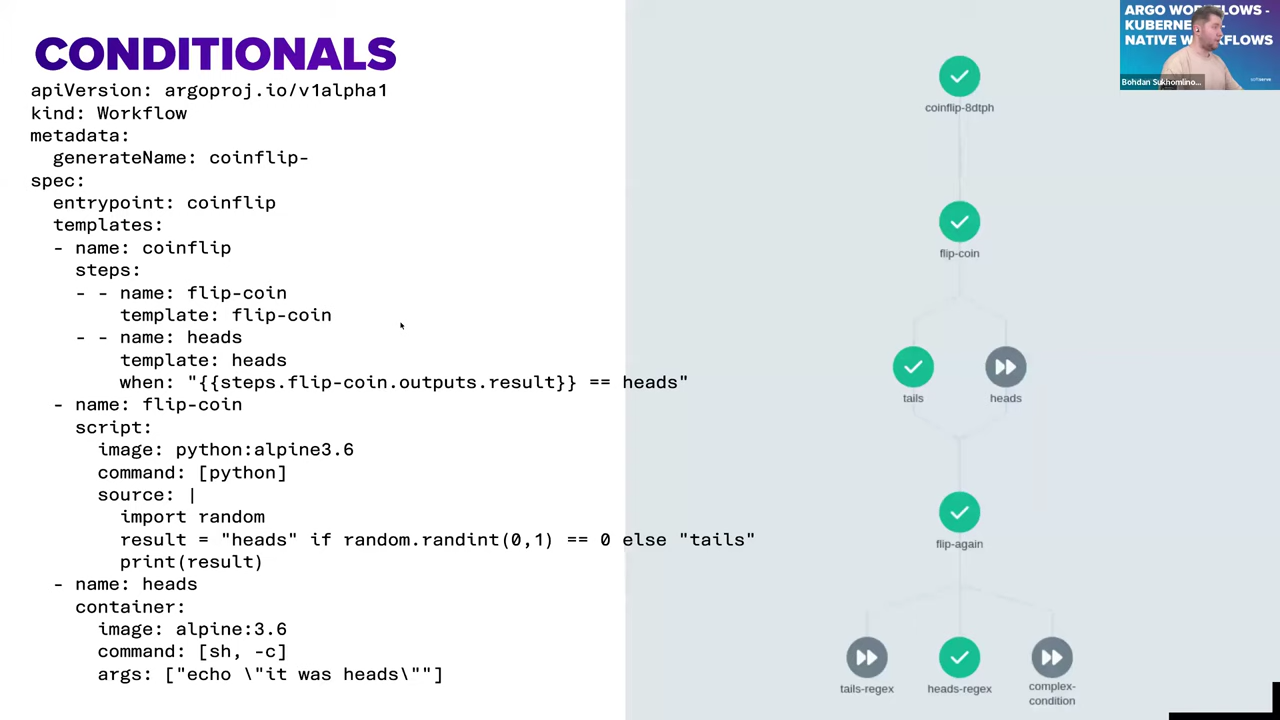 CONDITIONALS
apiVersion: argoproj.io/v1alpha1
kind: Workflow
metadata:
  generateName: coinflip-
spec:
  entrypoint: coinflip
  templates:
  - name: coinflip
    steps:
    - - name: flip-coin
        template: flip-coin
    - - name: heads
        template: heads
        when: "{{steps.flip-coin.outputs.result}} == heads"
  - name: flip-coin
    script:
      image: python:alpine3.6
      command: [python]
      source: |
        import random
        result = "heads" if random.randint(0,1) == 0 else "tails"
        print(result)
  - name: heads
    container:
      image: alpine:3.6
      command: [sh, -c]
      args: ["echo \"it was heads\""]
coinflip-8dtph
flip-coin
tails
heads
flip-again
tails-regex
heads-regex
complex-
condition
ARGO WORKFLOWS -
NATIVE WORKFLOWS
Bohdan Sukhomlino...